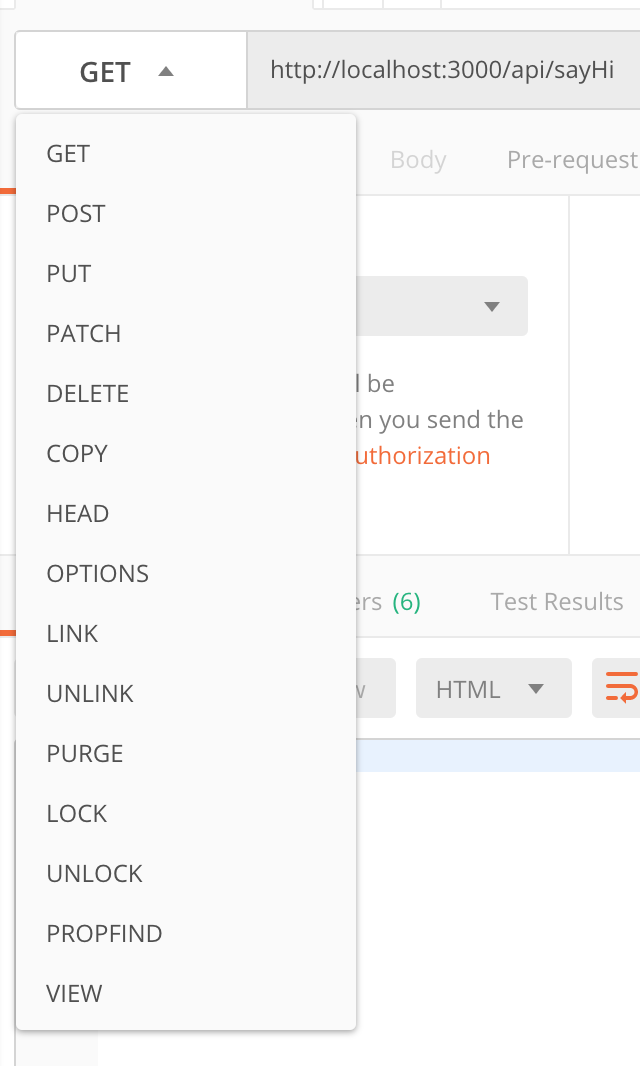 GET http://localhost:3000/api/sayHi
GET
Body Pre-request
POST
PUT
PATCH
l be
DELETE
en you send the
uthorization
COPY
HEAD
OPTIONS
ers (6) Test Results
LINK
UNLINK
HTML
PURGE
LOCK
UNLOCK
PROPFIND
VIEW